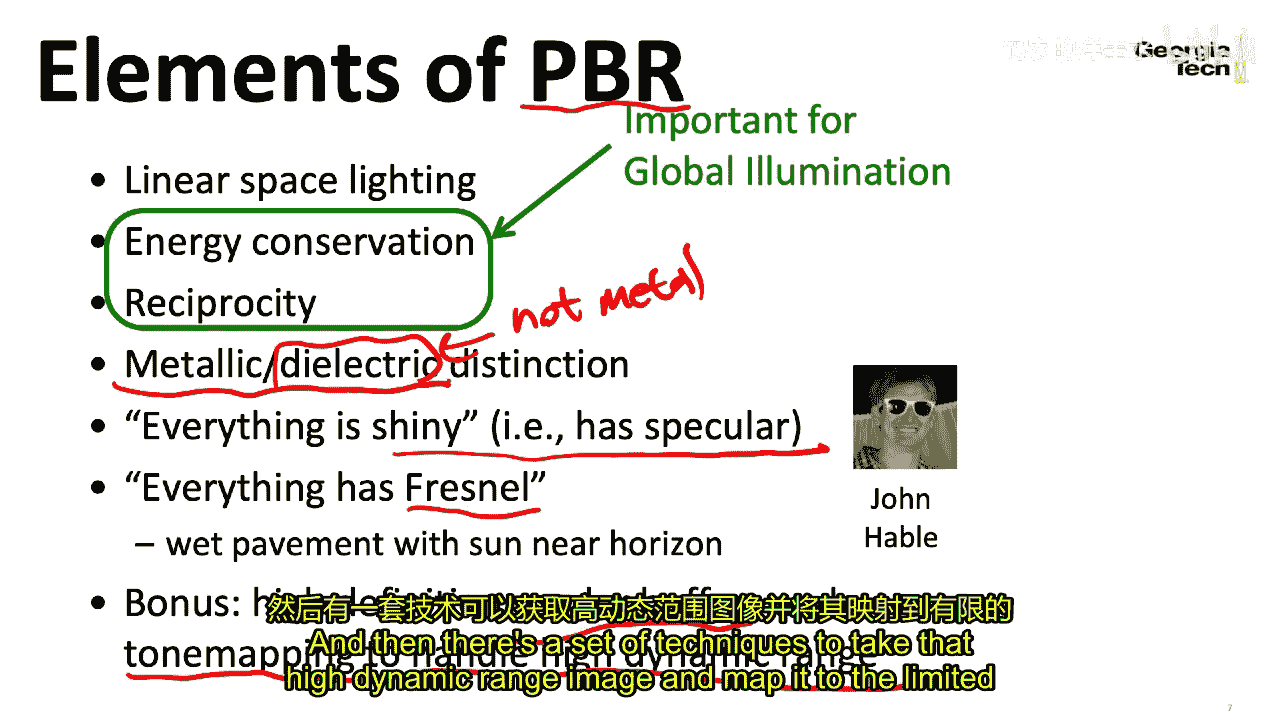 Elements of PBR
Georgia
Tech
Important for
Global Illumination
• Linear space lighting
• Energy conservation
• Reciprocity
not metal
• Metallic/dielectric distinction
• “Everything is shiny” (i.e., has specular)
• “Everything has Fresnel”
– wet pavement with sun near horizon
John
Hable
• Bonus:
然后有一套技术可以获取高动态范围图像并将其映射到有限的
tonemapping to handle high dynamic range
And then there's a set of techniques to take that
high dynamic range image and map it to the limited
7